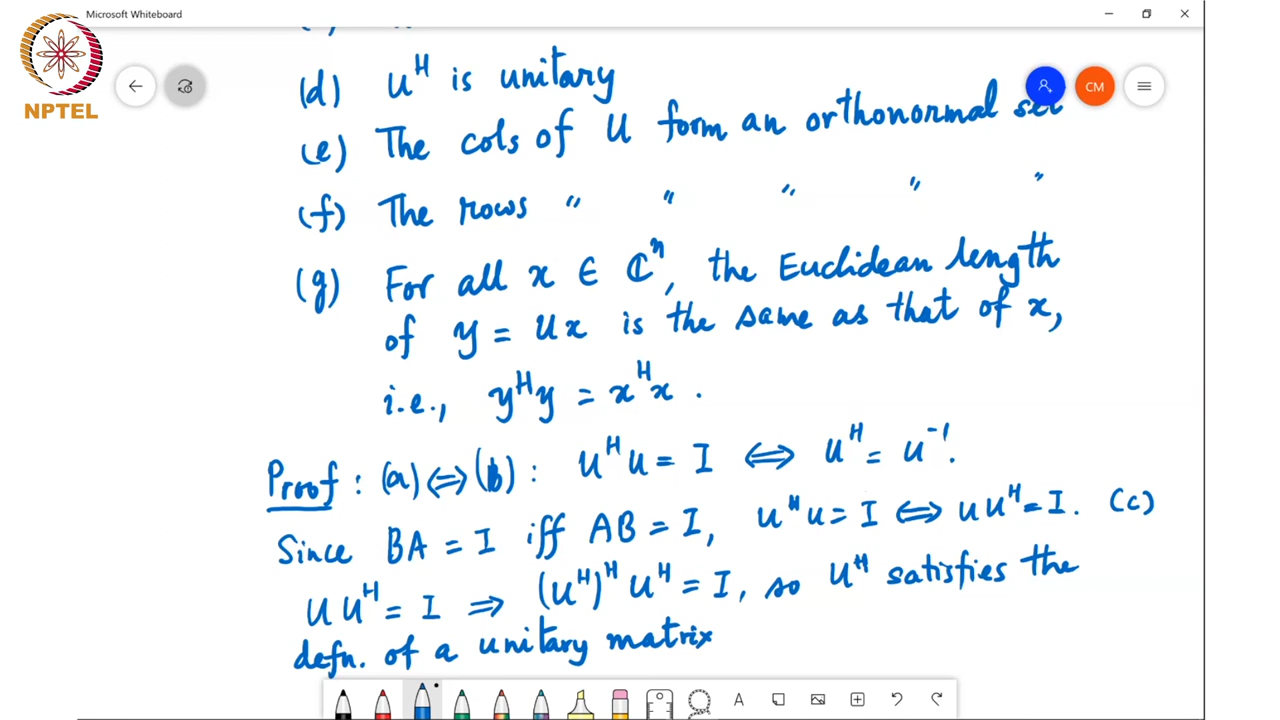 Microsoft Whiteboard
NPTEL
CM
(d) U^H is unitary
(e) The cols of U form an orthonormal set
(f) The rows " " " " "
(g) For all x ∈ ℂ^n, the Euclidean length
of y = Ux is the same as that of x,
i.e., y^H y = x^H x .
Proof : (a) ⇔ (b) : U^H U = I ⇔ U^H = U^-1.
Since BA = I iff AB = I, U^H U = I ⇔ U U^H = I. (c)
U U^H = I ⇒ (U^H)^H U^H = I, so U^H satisfies the
defn. of a unitary matrix
A